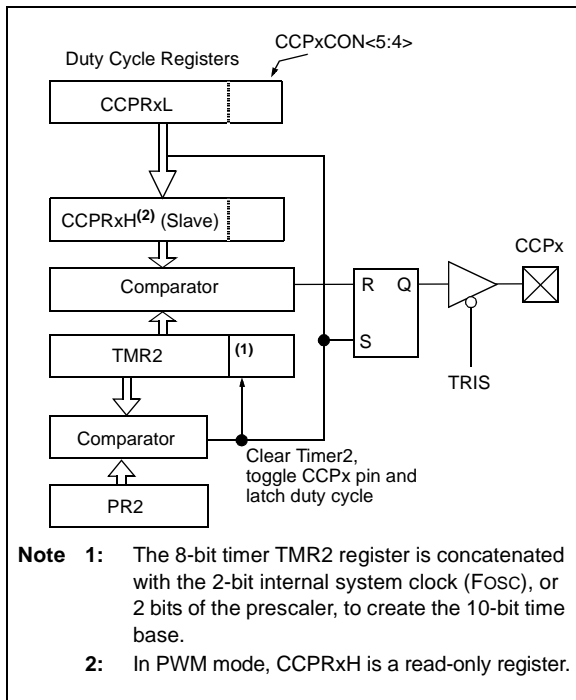 CCPxCON<5:4>
Duty Cycle Registers
CCPRxL
CCPRxH(2) (Slave)
CCPx
Comparator
R Q
TMR2
(1)
S
TRIS
Comparator
Clear Timer2,
toggle CCPx pin and
latch duty cycle
PR2
Note 1: The 8-bit timer TMR2 register is concatenated
with the 2-bit internal system clock (FOSC), or
2 bits of the prescaler, to create the 10-bit time
base.
2: In PWM mode, CCPRxH is a read-only register.